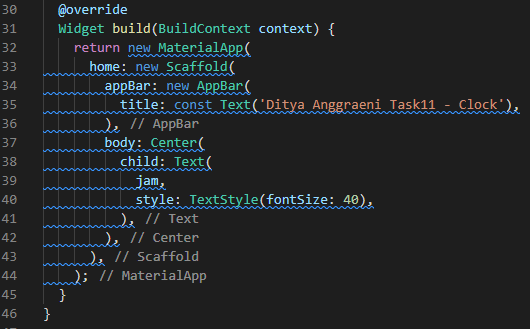 30 @override
31 Widget build(BuildContext context) {
32 return new MaterialApp(
33 home: new Scaffold(
34 appBar: new AppBar(
35 title: const Text('Ditya Anggraeni Task11 - Clock'),
36 ), // AppBar
37 body: Center(
38 child: Text(
39 jam,
40 style: TextStyle(fontSize: 40),
41 ), // Text
42 ), // Center
43 ), // Scaffold
44 ); // MaterialApp
45 }
46 }